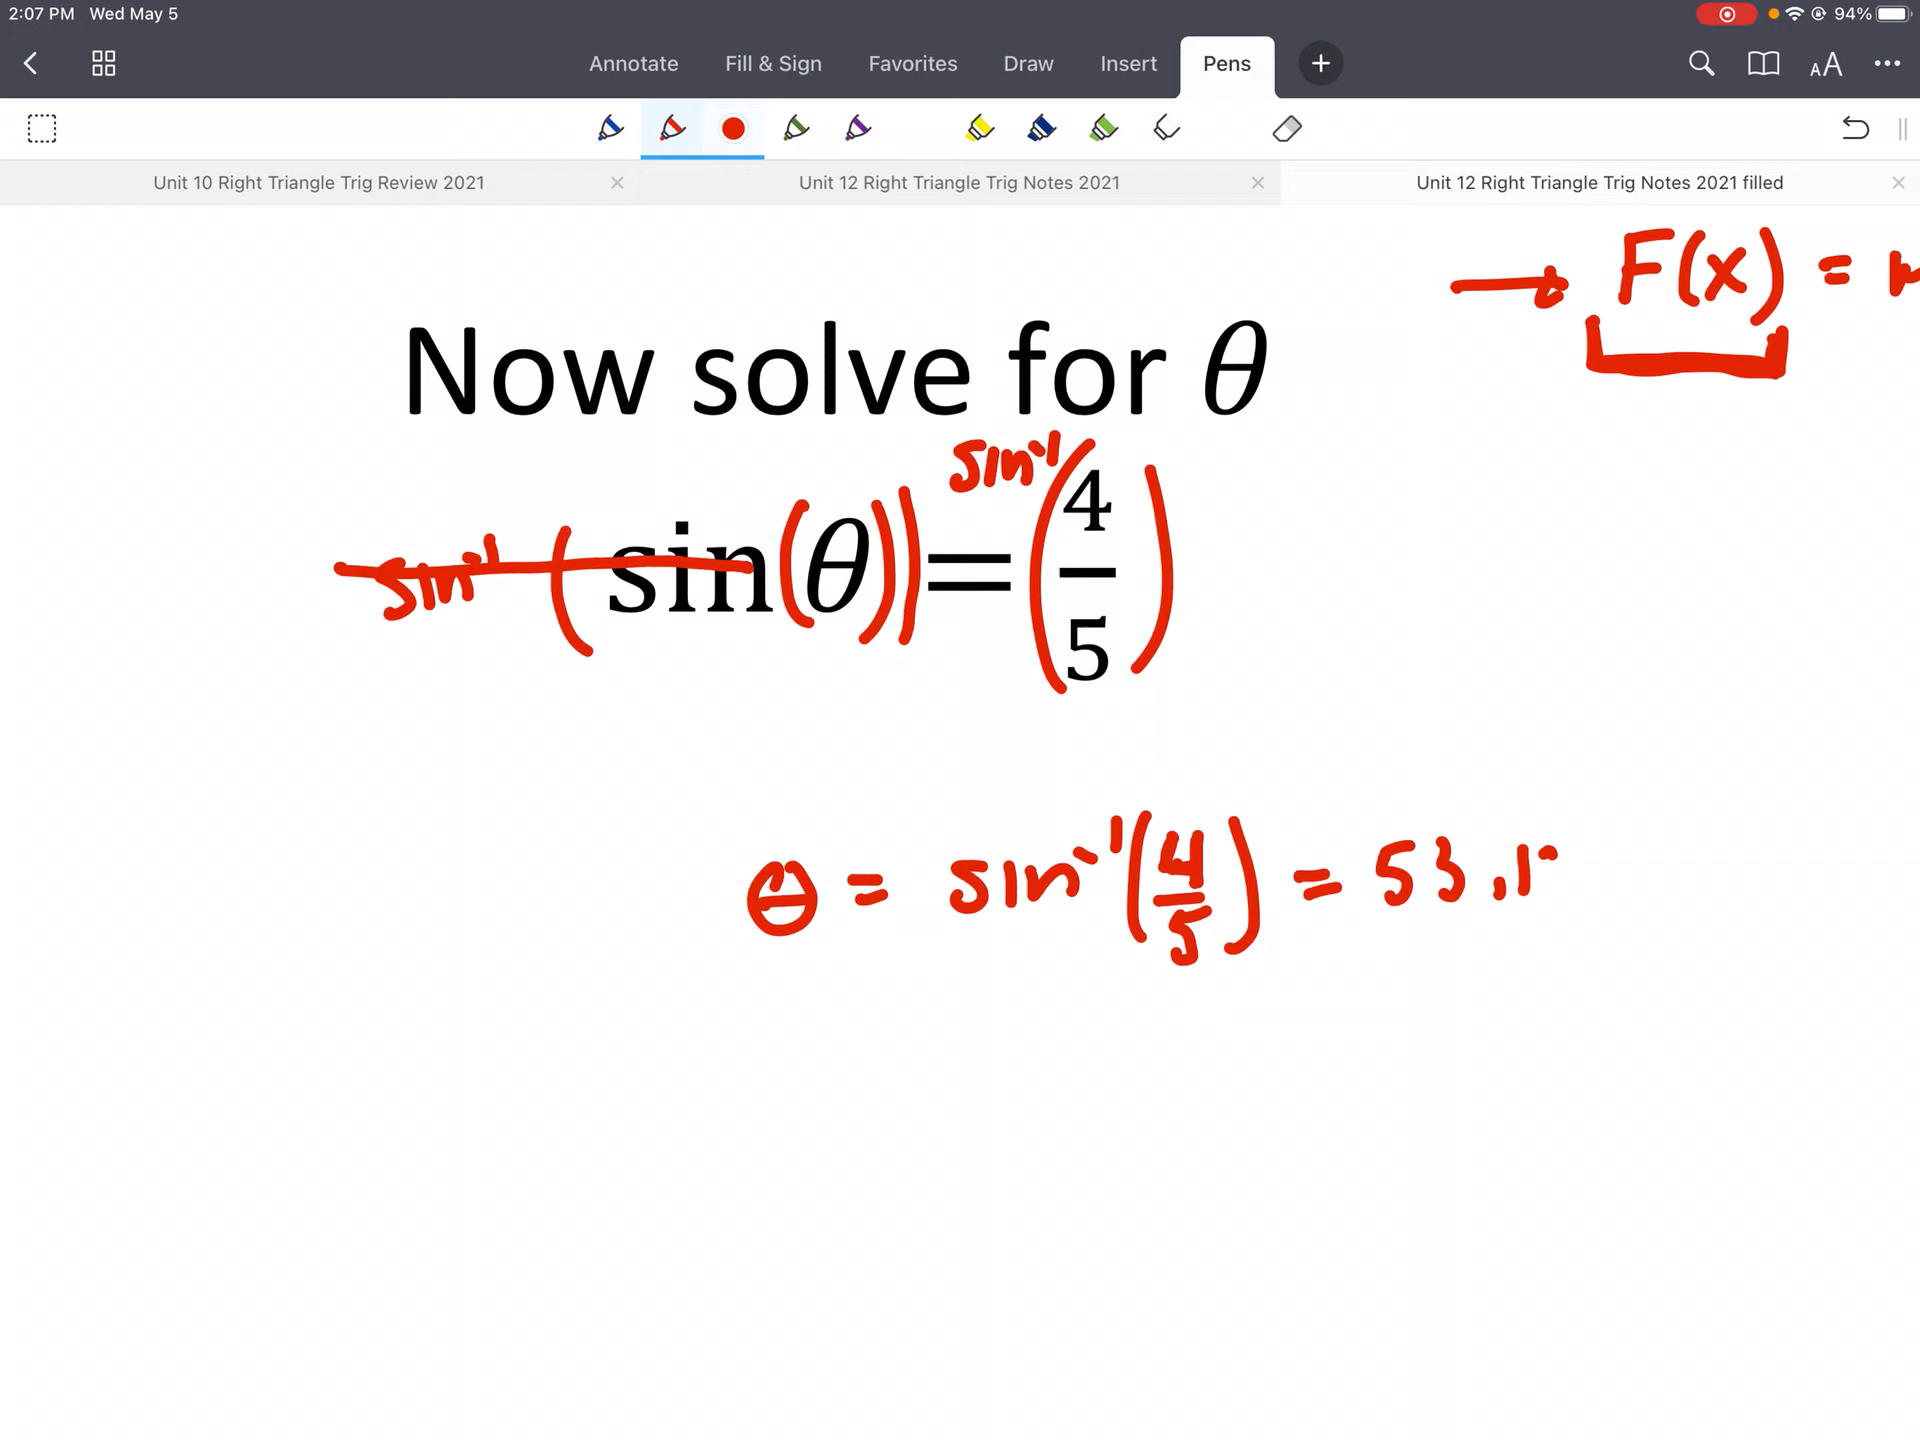 2:07 PM Wed May 5
94%
Annotate Fill & Sign Favorites Draw Insert Pens
AA
Unit 10 Right Triangle Trig Review 2021
Unit 12 Right Triangle Trig Notes 2021
Unit 12 Right Triangle Trig Notes 2021 filled
→ F(x) =
Now solve for θ
sin⁻¹( sin(θ)) = sin⁻¹(4/5)
θ = sin⁻¹(4/5) = 53.1°